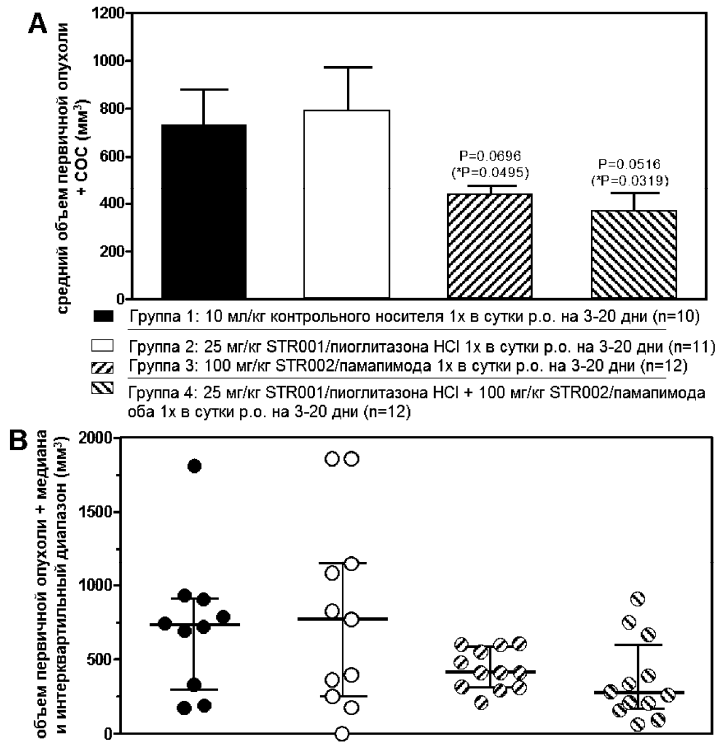 A
средний объем первичной опухоли
+ СОС (мм³)
1200
1000
800
600
400
200
0
P=0.0696
(*P=0.0495)
P=0.0516
(*P=0.0319)
Группа 1: 10 мл/кг контрольного носителя 1х в сутки р.о. на 3-20 дни (n=10)
Группа 2: 25 мг/кг STR001/пиоглитазона HCl 1х в сутки р.о. на 3-20 дни (n=11)
Группа 3: 100 мг/кг STR002/памапимода 1х в сутки р.о. на 3-20 дни (n=12)
Группа 4: 25 мг/кг STR001/пиоглитазона HCl + 100 мг/кг STR002/памапимода
оба 1х в сутки р.о. на 3-20 дни (n=12)
B
объем первичной опухоли + медиана
и интерквартильный диапазон (мм³)
2000
1500
1000
500
0